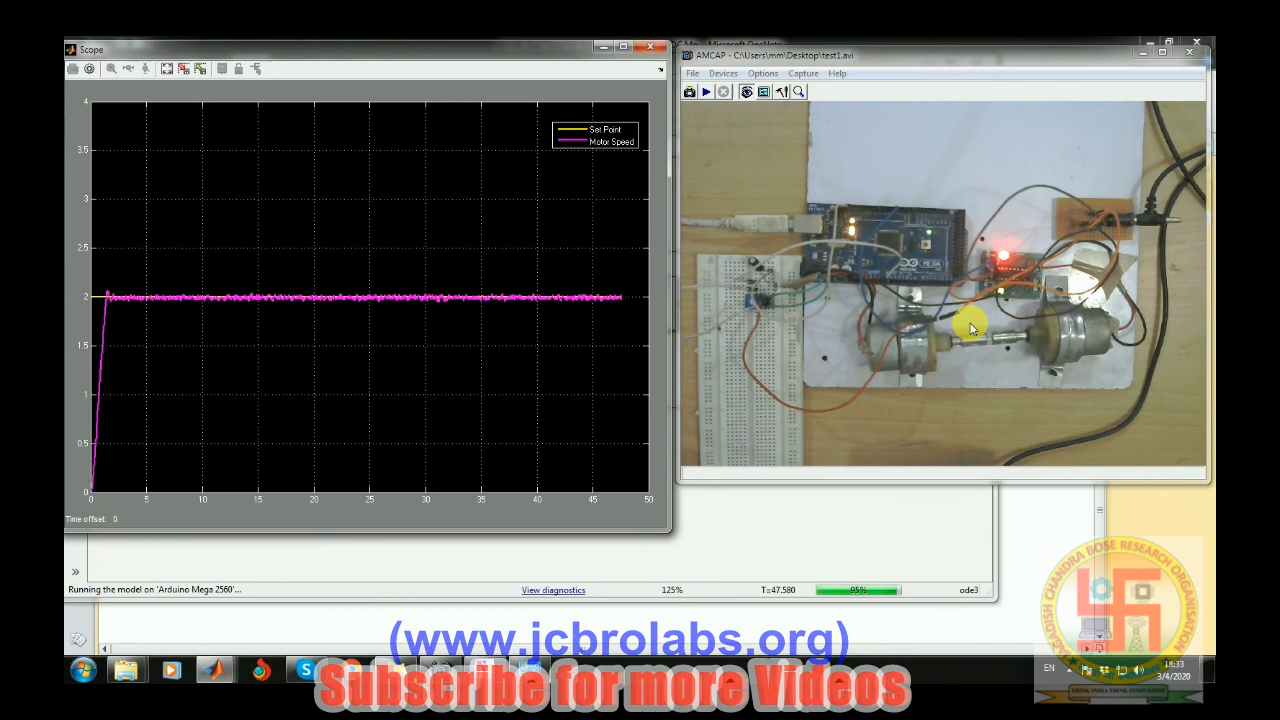 Scope
4
3.5
3
2.5
2
1.5
1
0.5
0
Set Point
Motor Speed
0 5 10 15 20 25 30 35 40 45 50
Time offset: 0
Microsoft OneNote
AMCAP - C:\Users\mm\Desktop\test1.avi
File Devices Options Capture Help
MEGA
»
Running the model on 'Arduino Mega 2560'...
View diagnostics
125%
T=47.580
95%
ode3
(www.jcbrolabs.org)
Subscribe for more Videos
JAGADISH CHANDRA BOSE RESEARCH ORGANISATION
THINK INDIA THINK INNOVATION
EN
18:33
3/4/2020